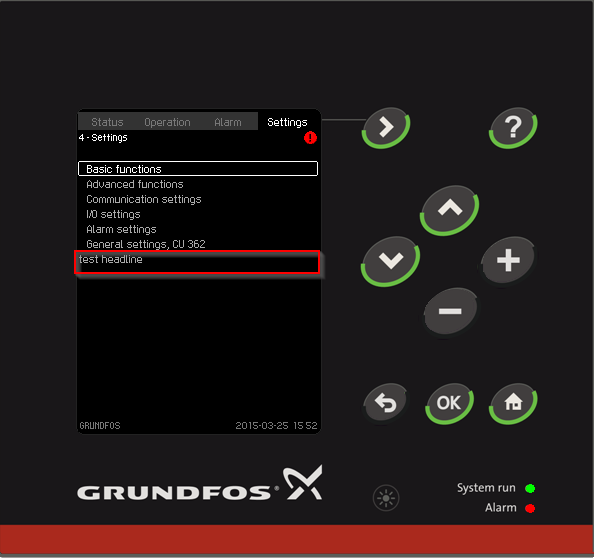 Status Operation Alarm Settings
4 - Settings
!
Basic functions
Advanced functions
Communication settings
I/O settings
Alarm settings
General settings, CU 362
test headline
GRUNDFOS 2015-03-25 15:52
?
OK
GRUNDFOS
System run
Alarm